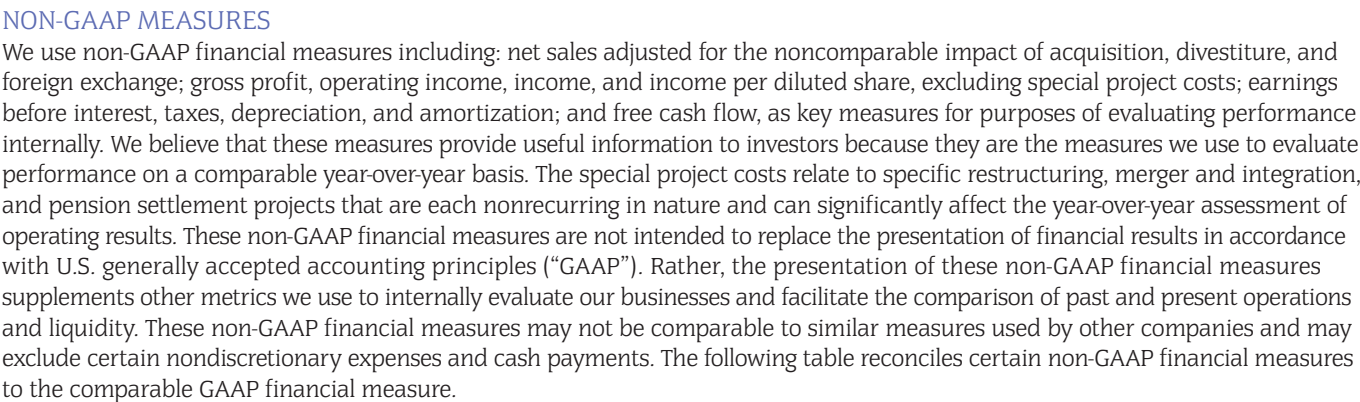 NON-GAAP MEASURES
We use non-GAAP financial measures including: net sales adjusted for the noncomparable impact of acquisition, divestiture, and
foreign exchange; gross profit, operating income, income, and income per diluted share, excluding special project costs; earnings
before interest, taxes, depreciation, and amortization; and free cash flow, as key measures for purposes of evaluating performance
internally. We believe that these measures provide useful information to investors because they are the measures we use to evaluate
performance on a comparable year-over-year basis. The special project costs relate to specific restructuring, merger and integration,
and pension settlement projects that are each nonrecurring in nature and can significantly affect the year-over-year assessment of
operating results. These non-GAAP financial measures are not intended to replace the presentation of financial results in accordance
with U.S. generally accepted accounting principles (“GAAP”). Rather, the presentation of these non-GAAP financial measures
supplements other metrics we use to internally evaluate our businesses and facilitate the comparison of past and present operations
and liquidity. These non-GAAP financial measures may not be comparable to similar measures used by other companies and may
exclude certain nondiscretionary expenses and cash payments. The following table reconciles certain non-GAAP financial measures
to the comparable GAAP financial measure.